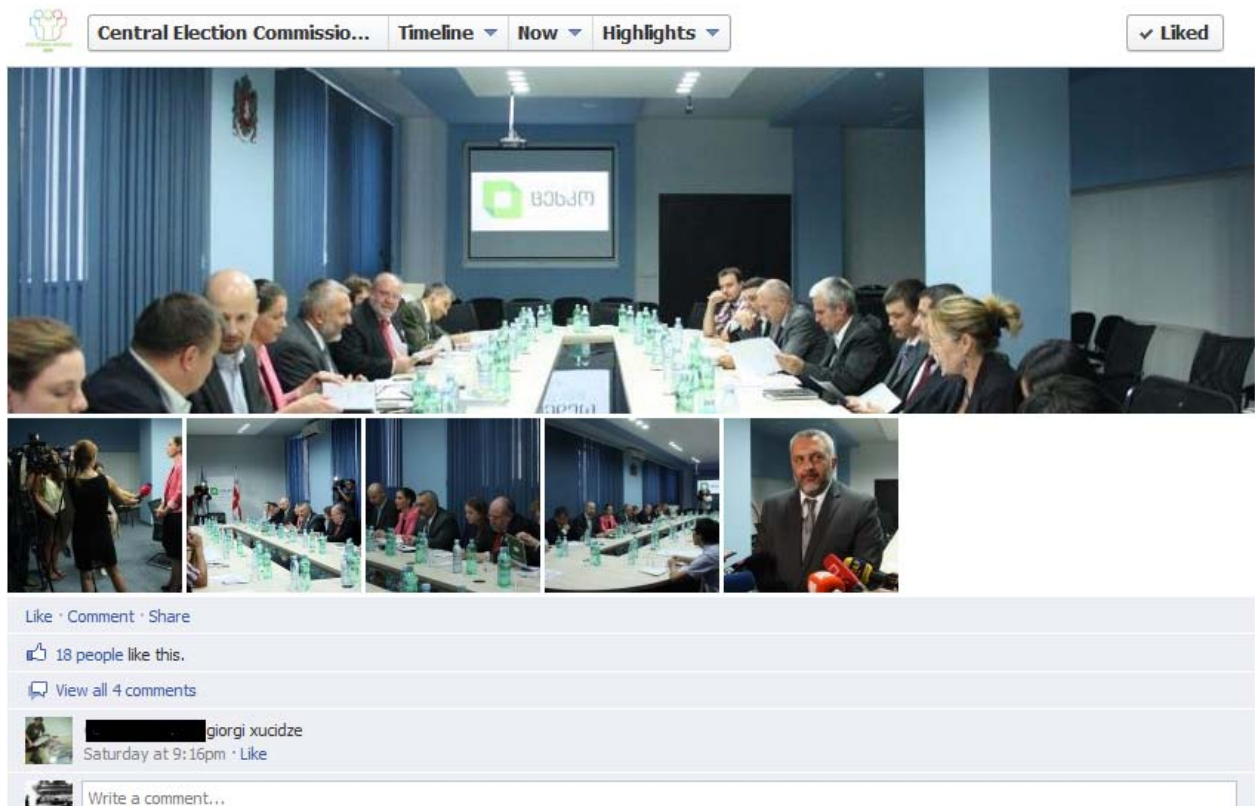 Central Election Commissio... Timeline Now Highlights Liked
ცესკო
Like · Comment · Share
18 people like this.
View all 4 comments
giorgi xucidze
Saturday at 9:16pm · Like
Write a comment...